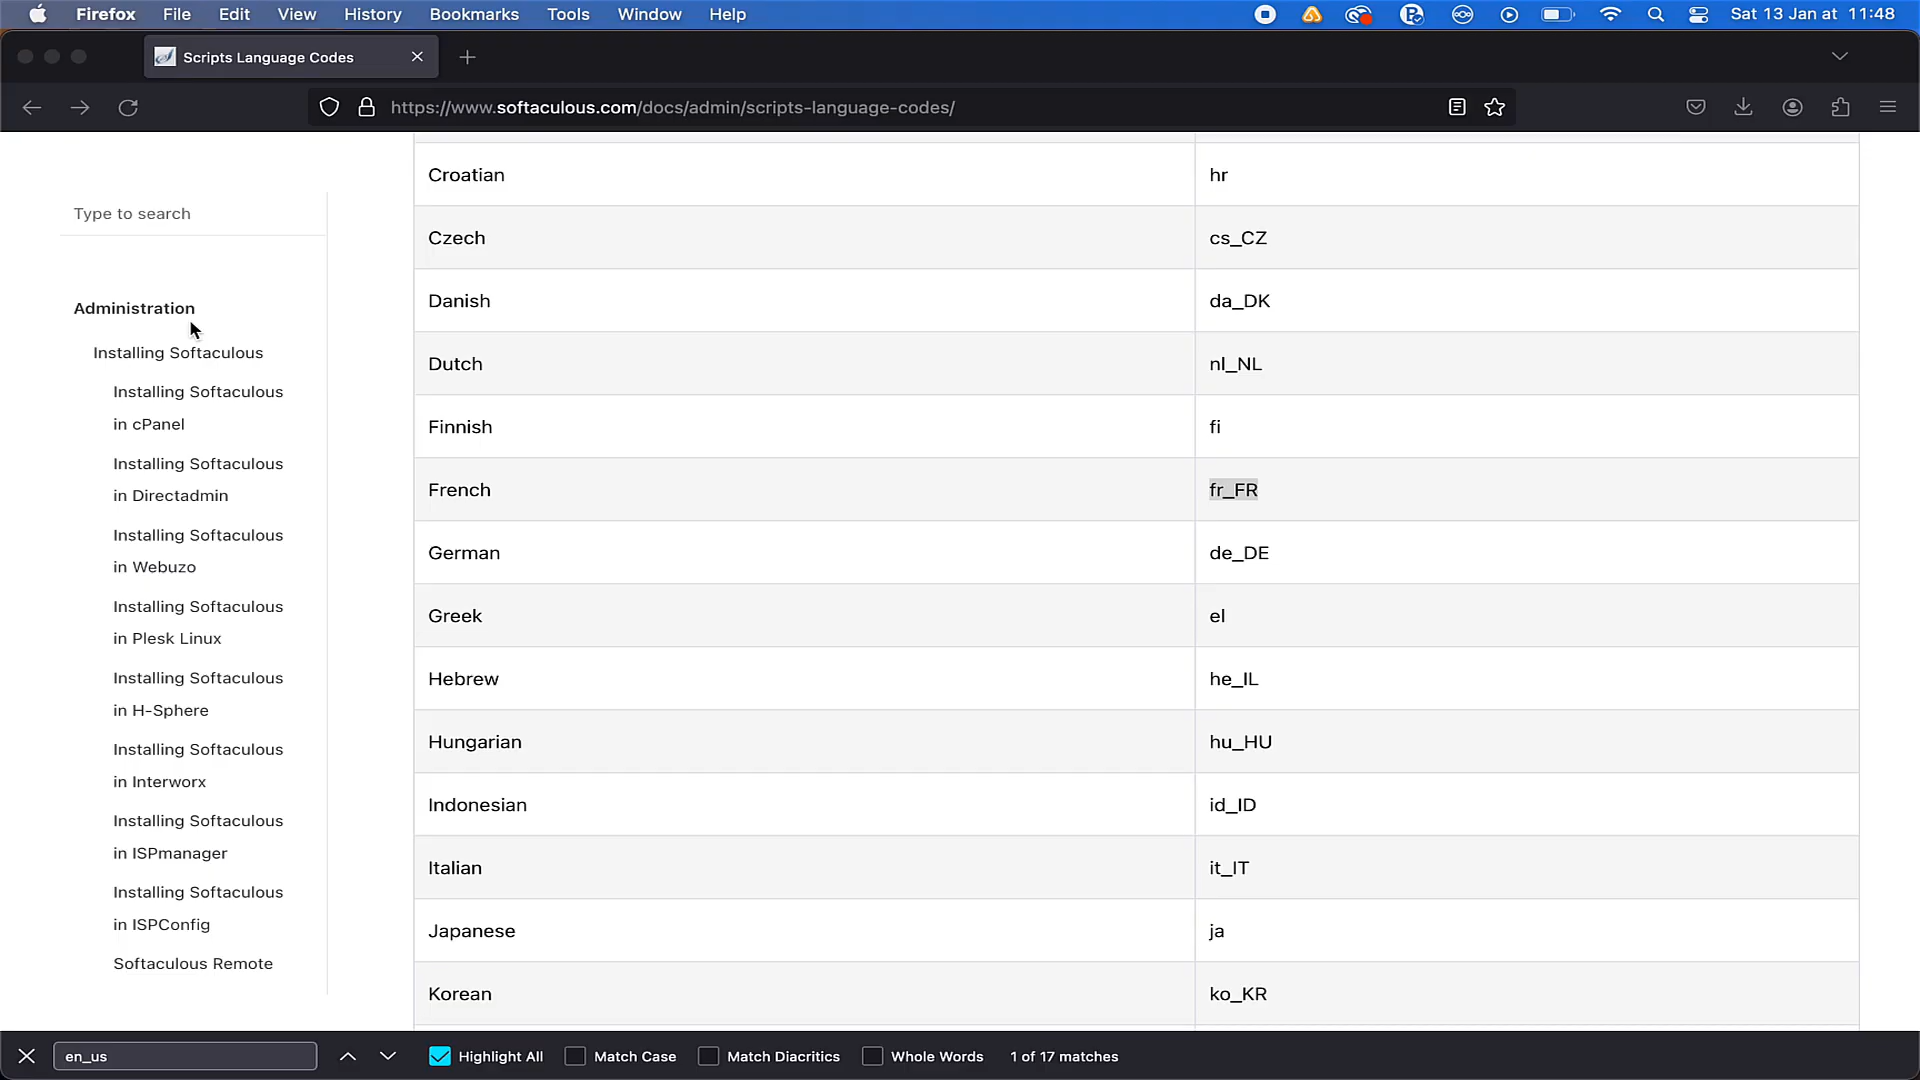 Firefox File Edit View History Bookmarks Tools Window Help Sat 13 Jan at 11:48
Scripts Language Codes
https://www.softaculous.com/docs/admin/scripts-language-codes/
Type to search
Administration
Installing Softaculous
Installing Softaculous
in cPanel
Installing Softaculous
in Directadmin
Installing Softaculous
in Webuzo
Installing Softaculous
in Plesk Linux
Installing Softaculous
in H-Sphere
Installing Softaculous
in Interworx
Installing Softaculous
in ISPmanager
Installing Softaculous
in ISPConfig
Softaculous Remote
Croatian hr
Czech cs_CZ
Danish da_DK
Dutch nl_NL
Finnish fi
French fr_FR
German de_DE
Greek el
Hebrew he_IL
Hungarian hu_HU
Indonesian id_ID
Italian it_IT
Japanese ja
Korean ko_KR
en_us Highlight All Match Case Match Diacritics Whole Words 1 of 17 matches